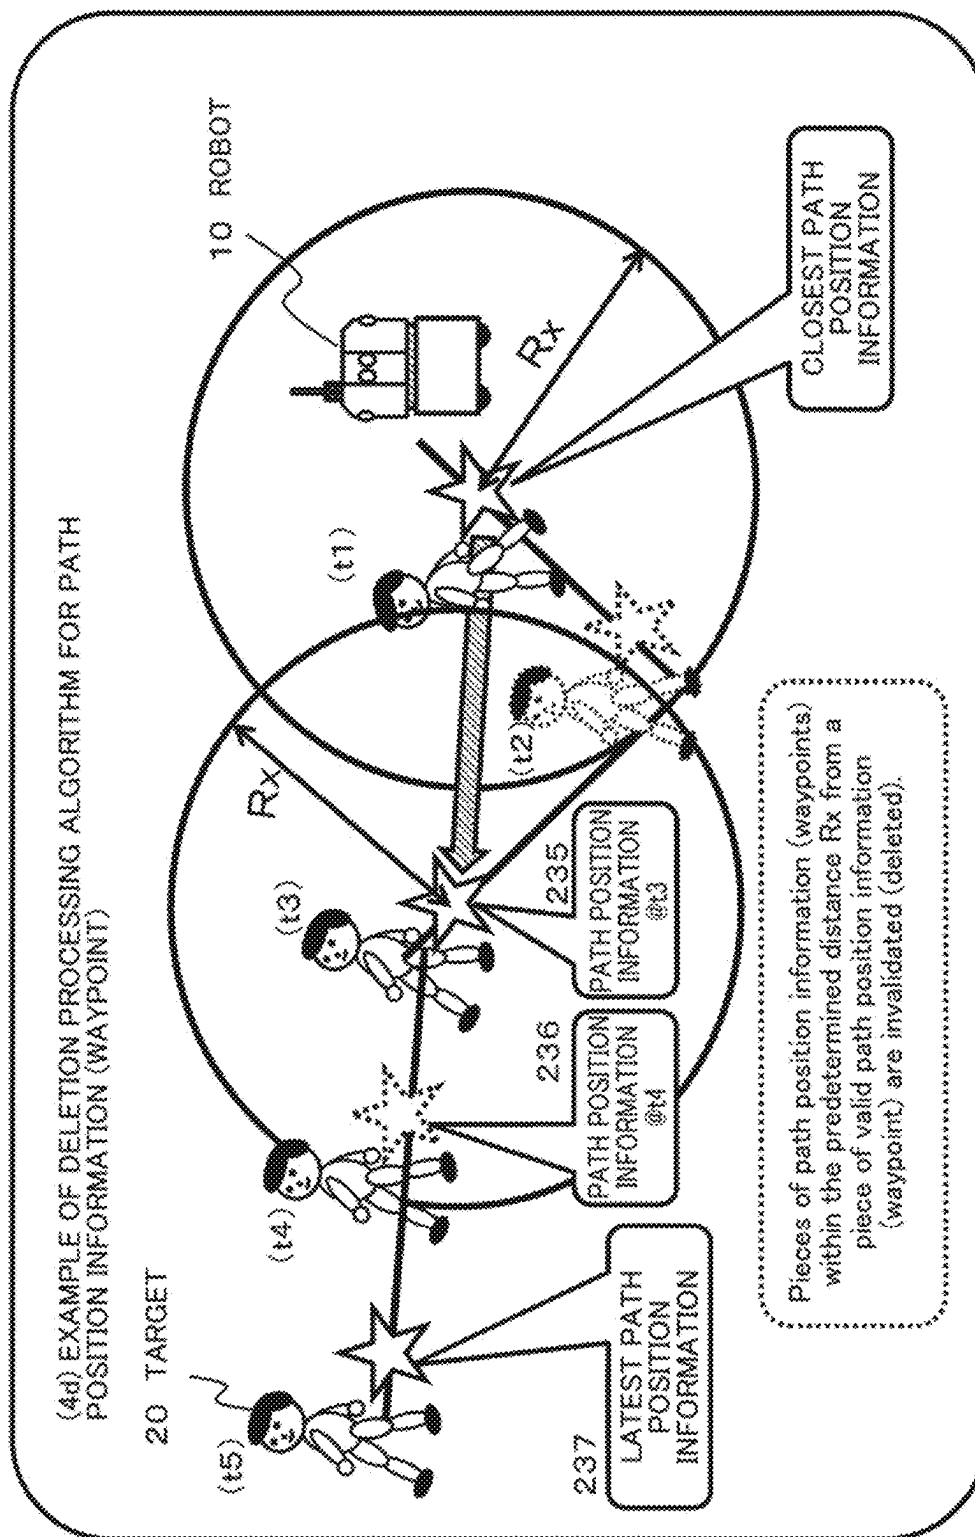 (4d) EXAMPLE OF DELETION PROCESSING ALGORITHM FOR PATH
POSITION INFORMATION (WAYPOINT)
20 TARGET
10 ROBOT
(t5)
(t4)
(t3)
(t2)
(t1)
Rx
Rx
237
LATEST PATH
POSITION
INFORMATION
236
PATH POSITION
INFORMATION
@t4
235
PATH POSITION
INFORMATION
@t3
CLOSEST PATH
POSITION
INFORMATION
Pieces of path position information (waypoints)
within the predetermined distance Rx from a
piece of valid path position information
(waypoint) are invalidated (deleted).